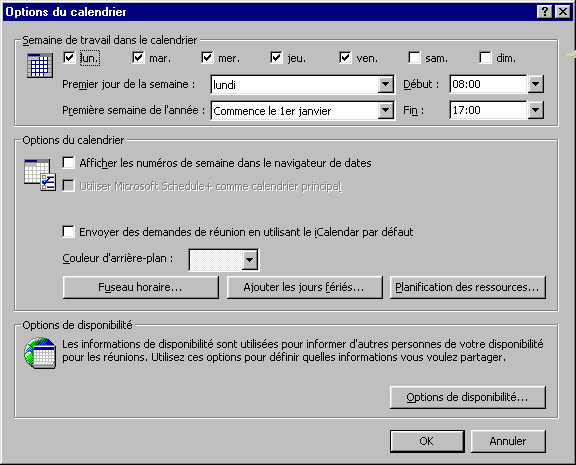 Options du calendrier
Semaine de travail dans le calendrier
lun. mar. mer. jeu. ven. sam. dim.
Premier jour de la semaine : lundi Début : 08:00
Première semaine de l'année : Commence le 1er janvier Fin : 17:00
Options du calendrier
Afficher les numéros de semaine dans le navigateur de dates
Utiliser Microsoft Schedule+ comme calendrier principal
Envoyer des demandes de réunion en utilisant le iCalendar par défaut
Couleur d'arrière-plan :
Fuseau horaire... Ajouter les jours fériés... Planification des ressources...
Options de disponibilité
Les informations de disponibilité sont utilisées pour informer d'autres personnes de votre disponibilité
pour les réunions. Utilisez ces options pour définir quelles informations vous voulez partager.
Options de disponibilité...
OK Annuler